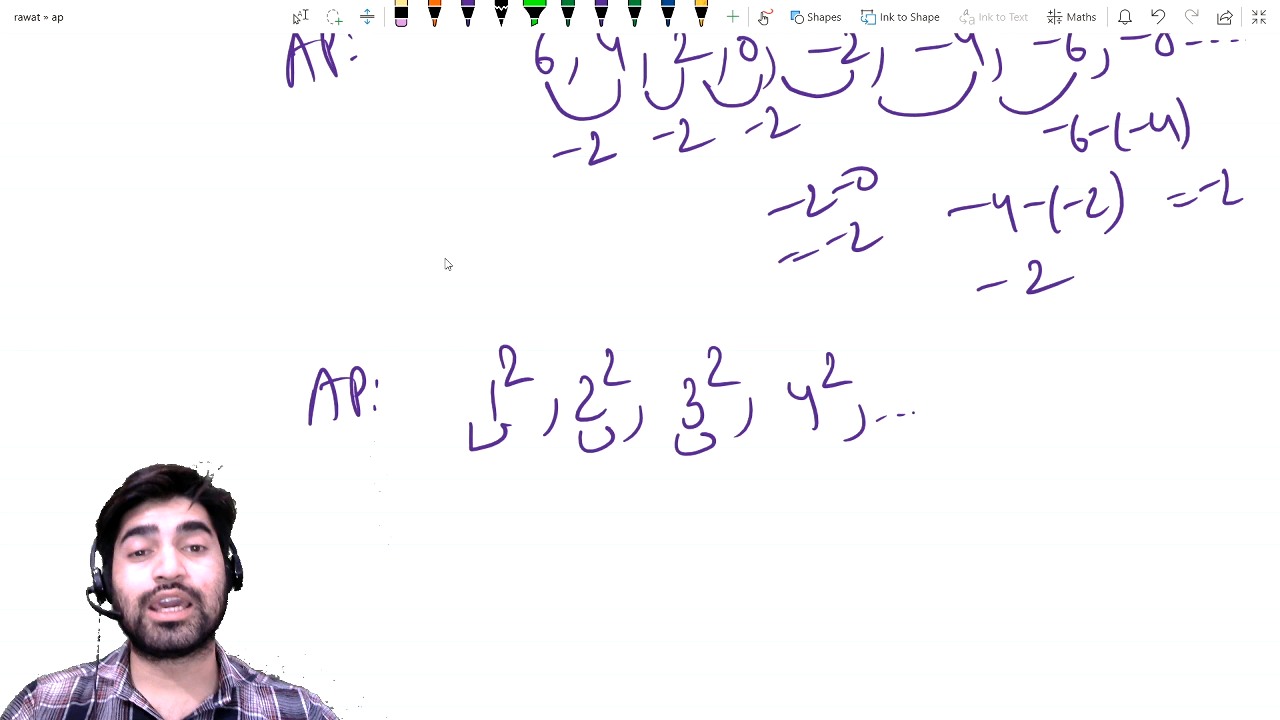 rawat » ap
Shapes Ink to Shape Ink to Text Maths
AP: 6, 4, 2, 0, -2, -4, -6, -0 ....
-2 -2 -2 -6-(-4)
-2-0 -4-(-2) =-2
=-2 -2
AP: 1², 2², 3², 4², ...